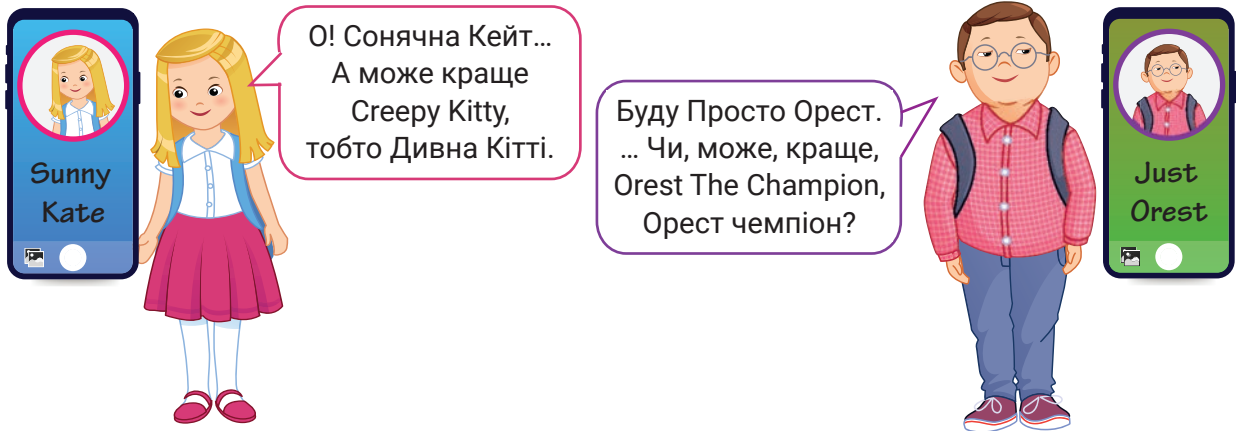 Sunny
Kate
О! Сонячна Кейт...
А може краще
Creepy Kitty,
тобто Дивна Кітті.
Буду Просто Орест.
... Чи, може, краще,
Orest The Champion,
Орест чемпіон?
Just
Orest